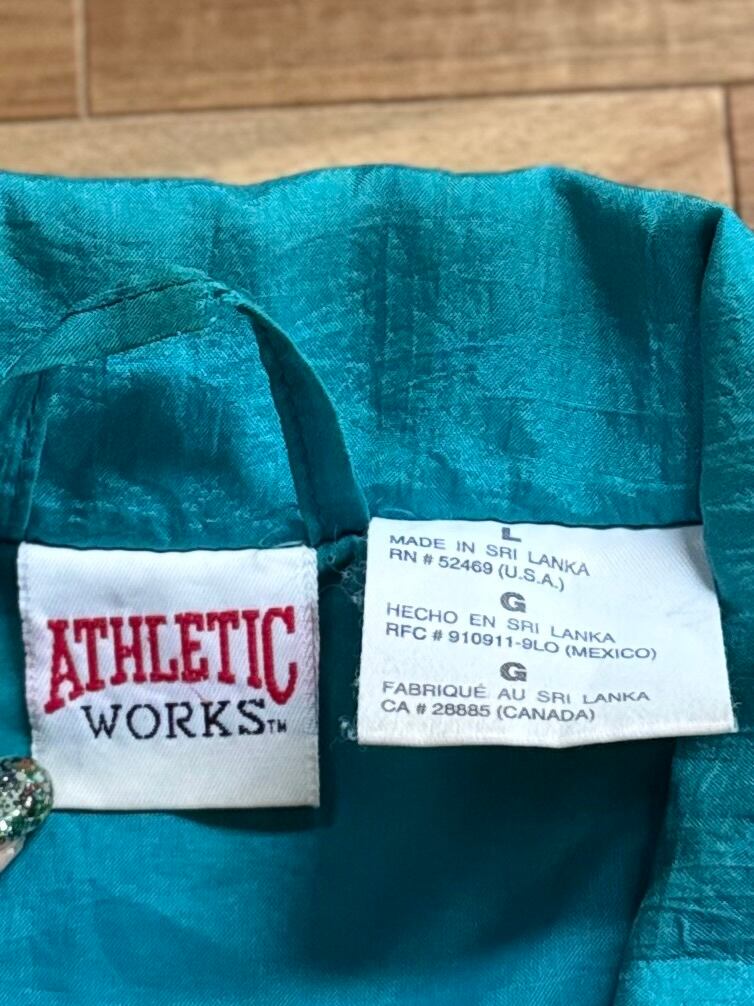 ATHLETIC
WORKS™
L
MADE IN SRI LANKA
RN # 52469 (U.S.A.)
G
HECHO EN SRI LANKA
RFC # 910911-9LO (MEXICO)
G
FABRIQUÉ AU SRI LANKA
CA # 28885 (CANADA)